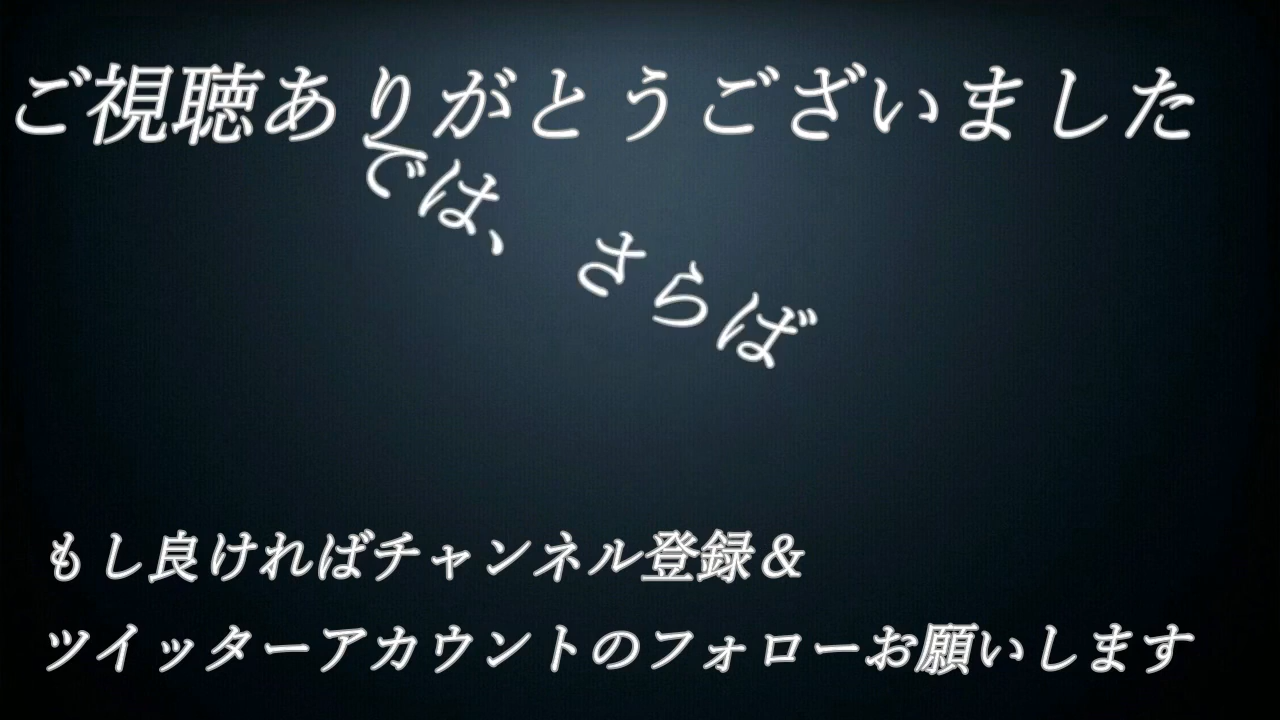 ご視聴ありがとうございました
では、さらば
もし良ければチャンネル登録＆
ツイッターアカウントのフォローお願いします